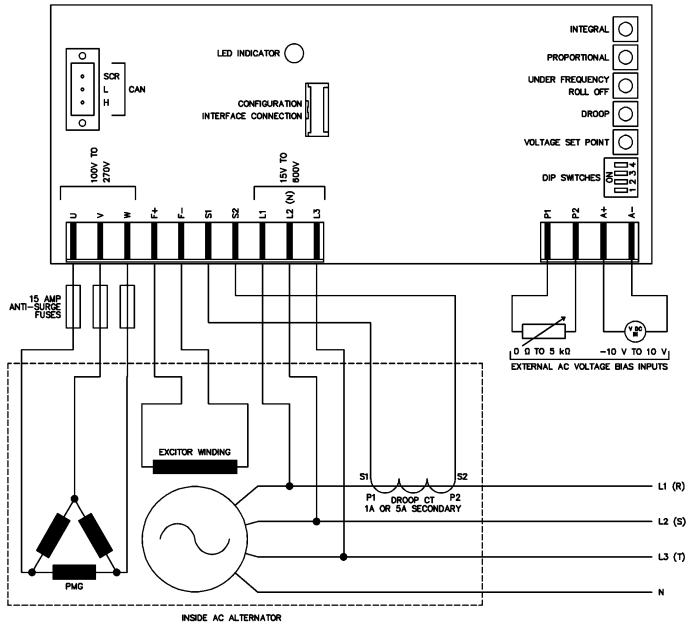 INTEGRAL
LED INDICATOR
PROPORTIONAL
SCR
L
H
CAN
UNDER FREQUENCY
ROLL OFF
CONFIGURATION
INTERFACE CONNECTION
DROOP
VOLTAGE SET POINT
100V TO
270V
15V TO
600V
DIP SWITCHES
ON
1 2 3 4
U
V
W
F+
F-
S1
S2
L1
L2 (N)
L3
P1
P2
A+
A-
15 AMP
ANTI-SURGE
FUSES
V DC
0 Ω TO 5 kΩ
-10 V TO 10 V
EXTERNAL AC VOLTAGE BIAS INPUTS
EXCITOR WINDING
S1
S2
P1
DROOP CT
P2
1A OR 5A SECONDARY
L1 (R)
L2 (S)
L3 (T)
N
PMG
INSIDE AC ALTERNATOR